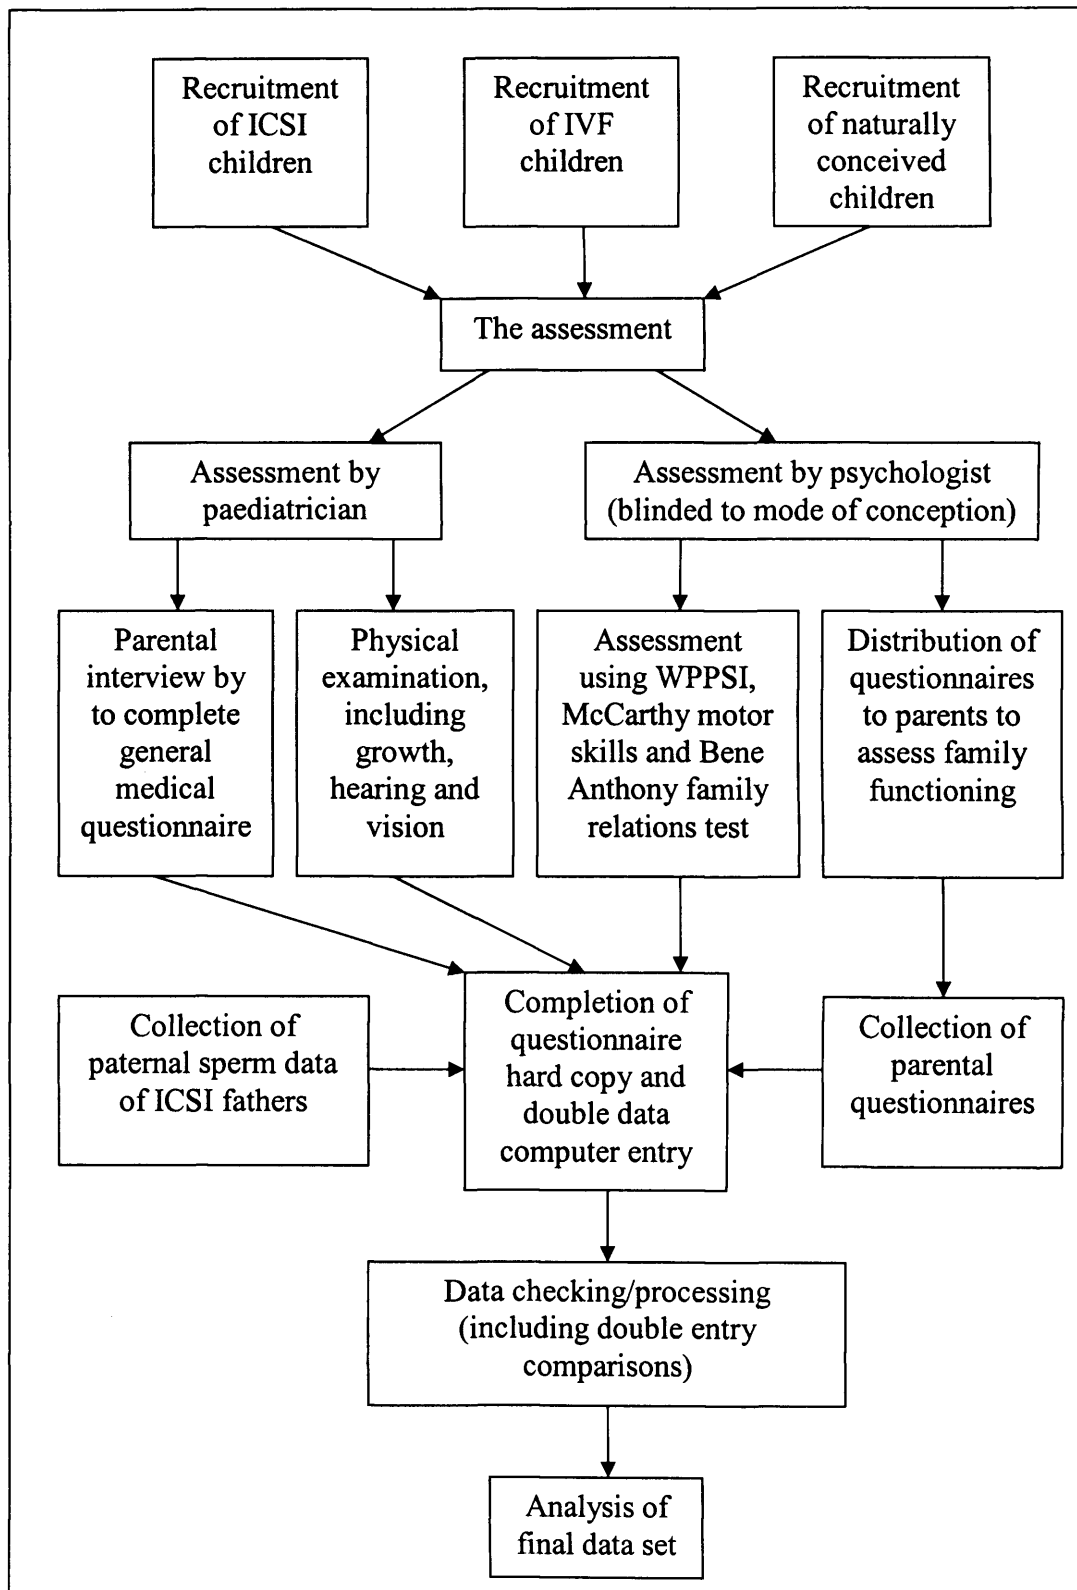 Recruitment
of ICSI
children
Recruitment
of IVF
children
Recruitment
of naturally
conceived
children
The assessment
Assessment by
paediatrician
Assessment by psychologist
(blinded to mode of conception)
Parental
interview by
to complete
general
medical
questionnaire
Physical
examination,
including
growth,
hearing and
vision
Assessment
using WPPSI,
McCarthy motor
skills and Bene
Anthony family
relations test
Distribution of
questionnaires
to parents to
assess family
functioning
Collection of
paternal sperm data
of ICSI fathers
Completion of
questionnaire
hard copy and
double data
computer entry
Collection of
parental
questionnaires
Data checking/processing
(including double entry
comparisons)
Analysis of
final data set